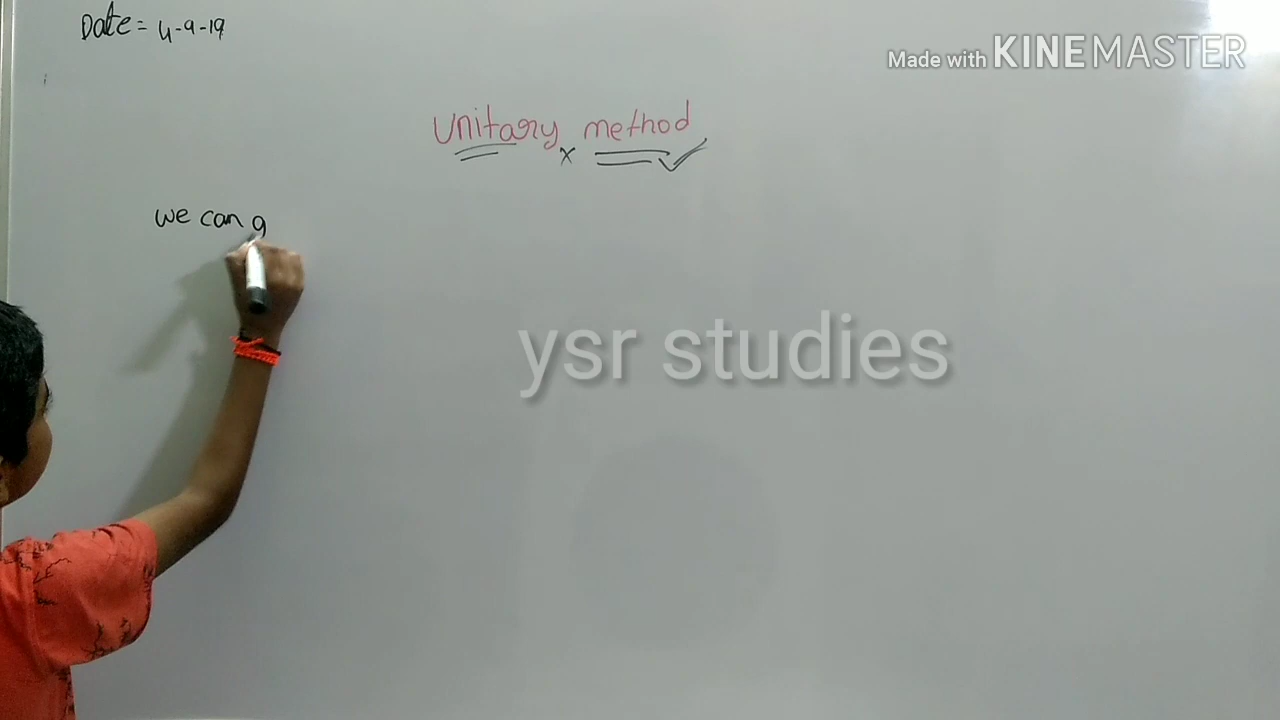 Date = 4-9-19
Made with KINEMASTER
Unitary method
x
we can g
ysr studies